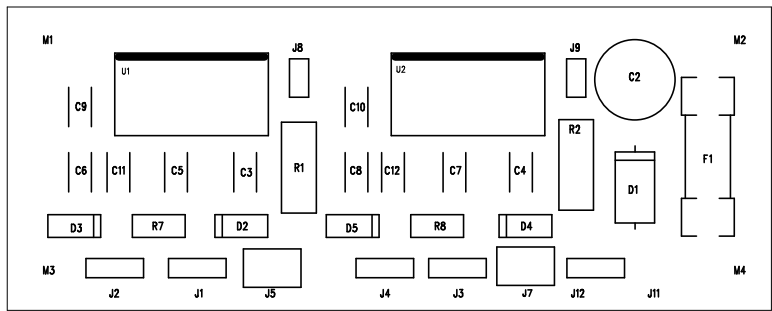 M1 J8 J9 M2
U1 U2
C2
C9 C10
R2
C6 C11 C5 C3 R1 C8 C12 C7 C4 F1
D1
D3 R7 D2 D5 R8 D4
M3 M4
J2 J1 J5 J4 J3 J7 J12 J11